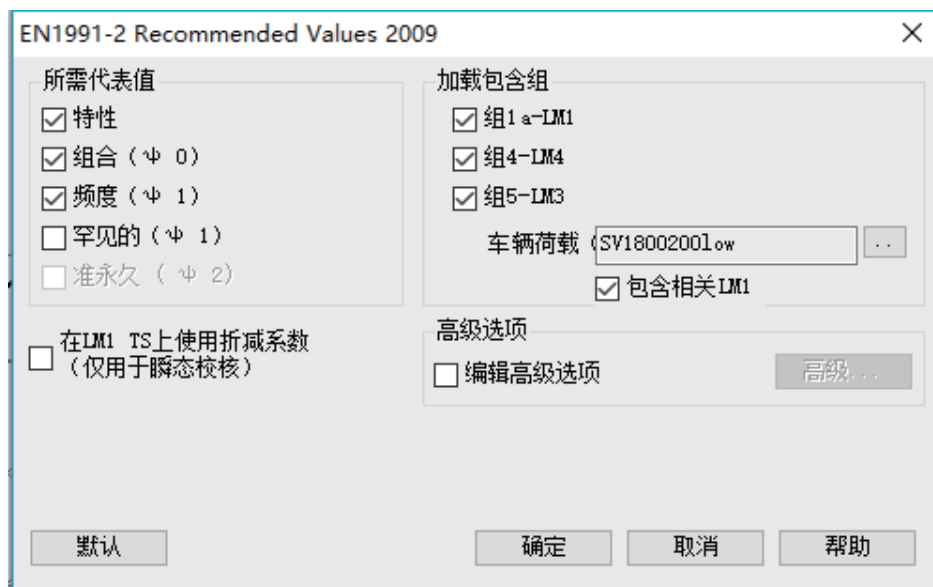 EN1991-2 Recommended Values 2009
所需代表值
特性
组合（ψ 0）
频度（ψ 1）
罕见的（ψ 1）
准永久（ ψ 2）
在LM1 TS上使用折减系数
（仅用于瞬态校核）
加载包含组
组1 a-LM1
组4-LM4
组5-LM3
车辆荷载（
SV1800200low
..
包含相关LM1
高级选项
编辑高级选项
高级...
默认
确定
取消
帮助